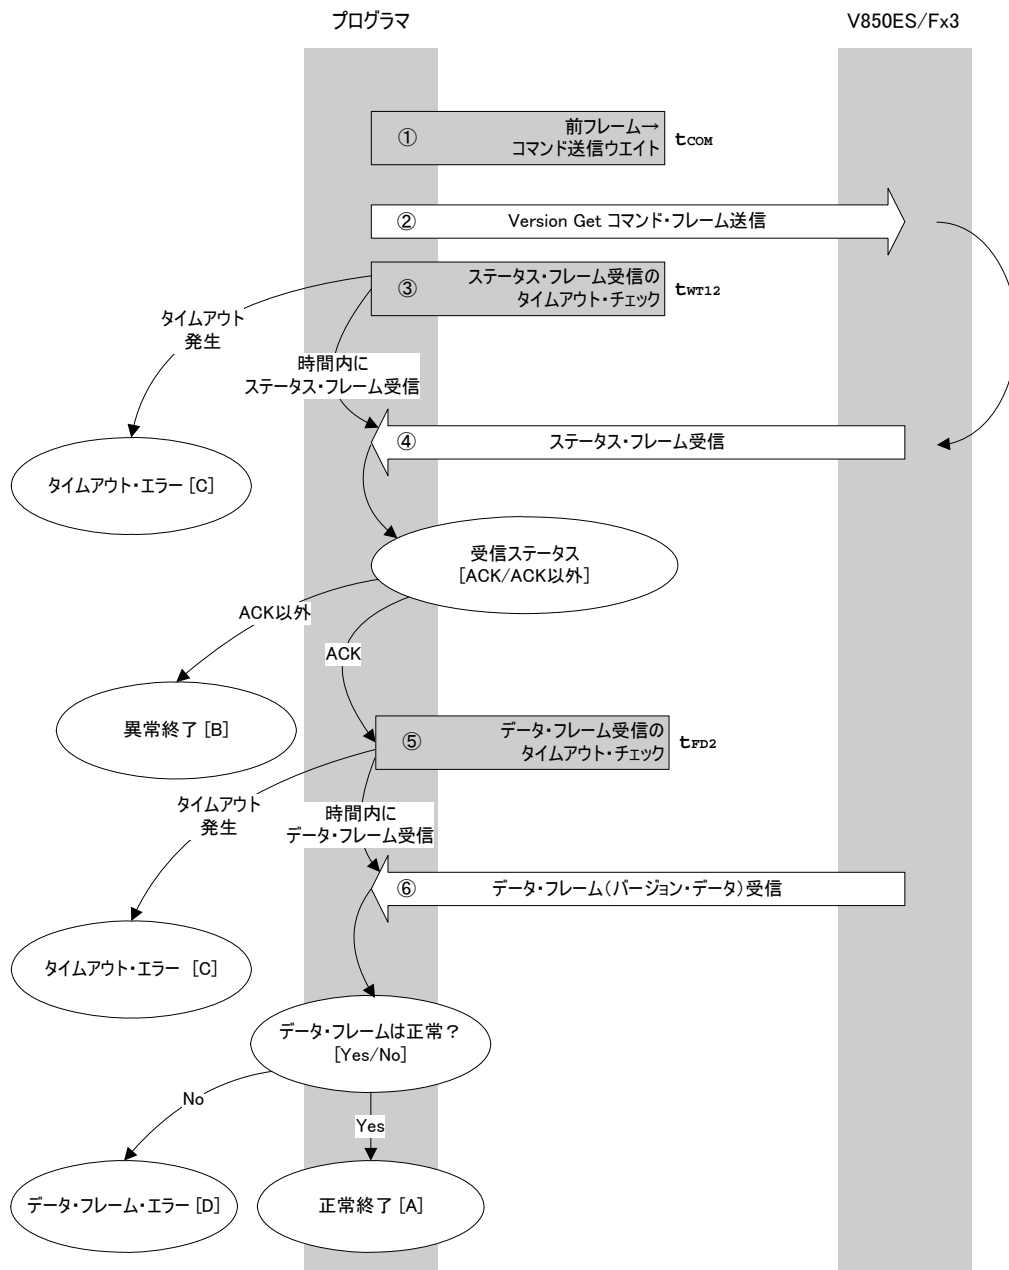 プログラマ
V850ES/Fx3
①
前フレーム→
コマンド送信ウエイト
tCOM
②
Version Get コマンド・フレーム送信
③
ステータス・フレーム受信の
タイムアウト・チェック
tWT12
タイムアウト
発生
時間内に
ステータス・フレーム受信
④
ステータス・フレーム受信
タイムアウト・エラー [C]
受信ステータス
[ACK/ACK以外]
ACK以外
ACK
異常終了 [B]
⑤
データ・フレーム受信の
タイムアウト・チェック
tFD2
タイムアウト
発生
時間内に
データ・フレーム受信
⑥
データ・フレーム（バージョン・データ）受信
タイムアウト・エラー [C]
データ・フレームは正常？
[Yes/No]
No
Yes
データ・フレーム・エラー [D]
正常終了 [A]